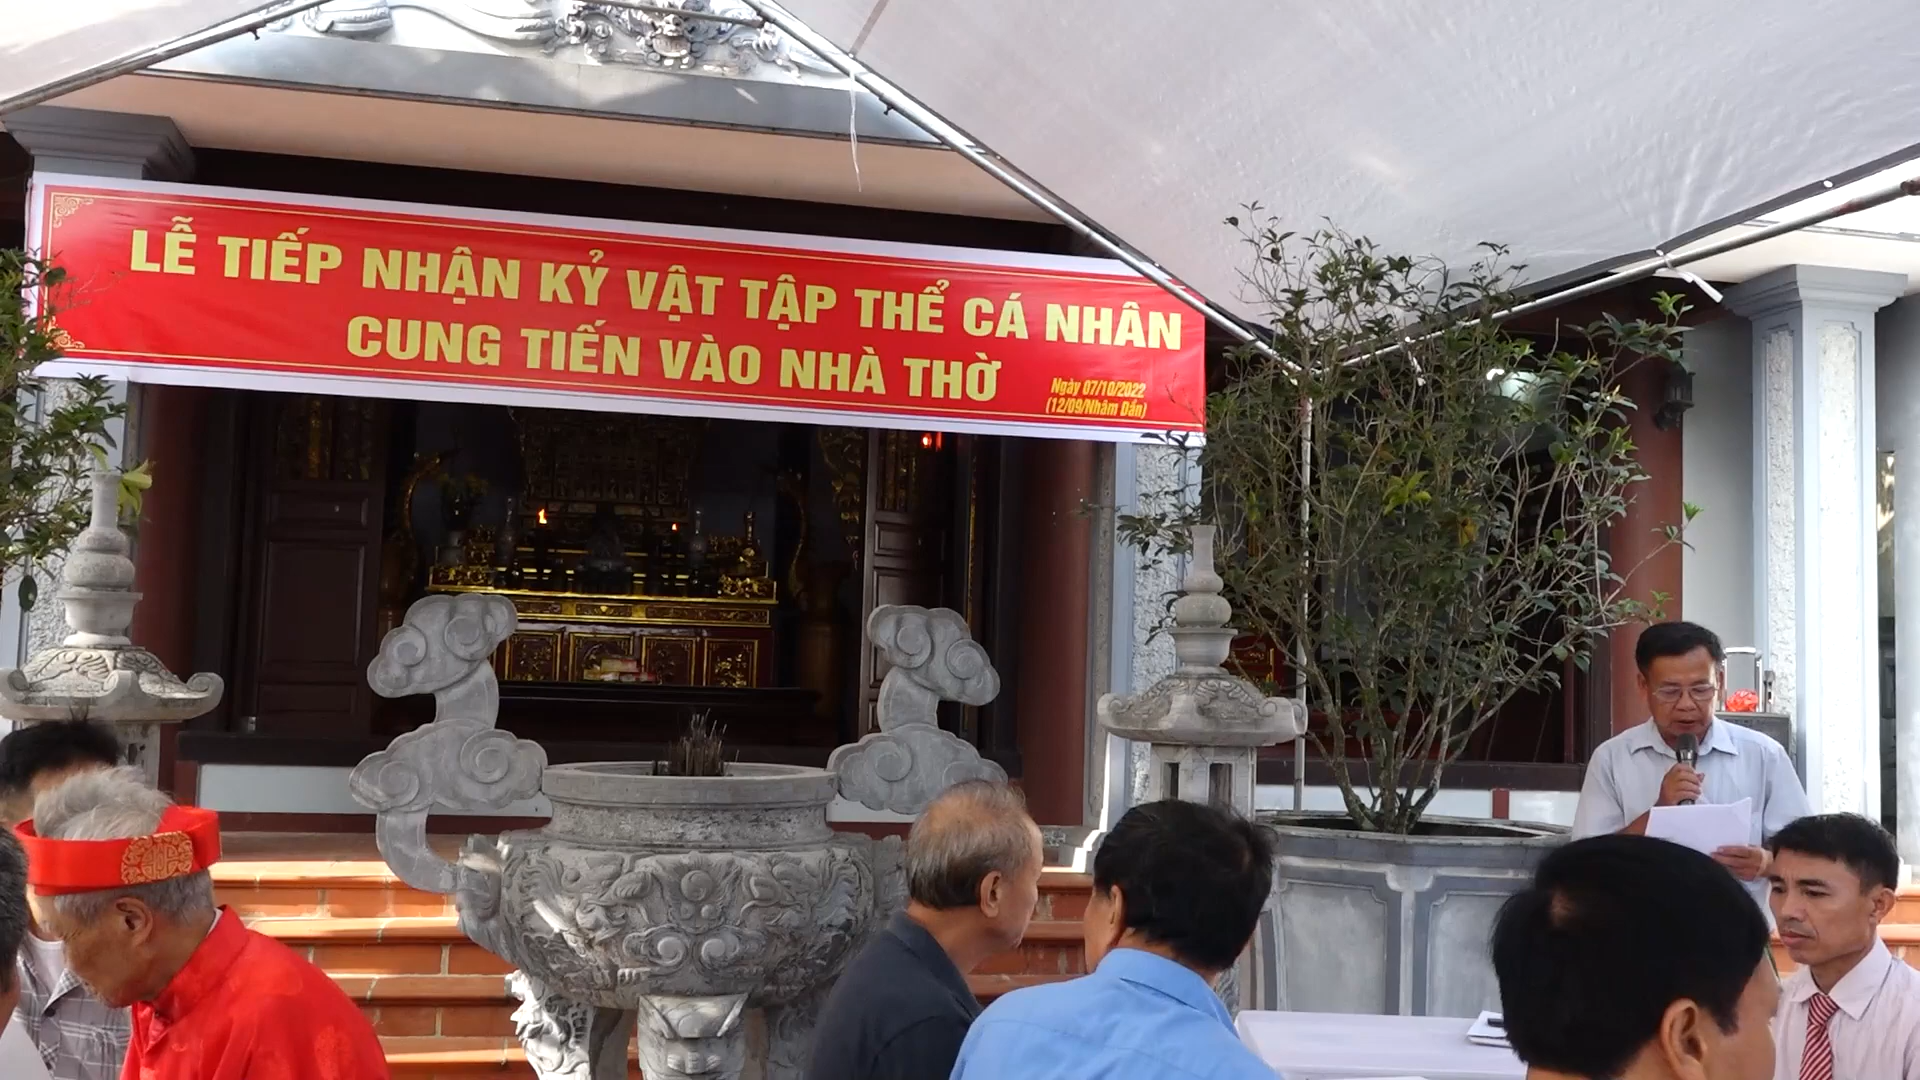 LỄ TIẾP NHẬN KỶ VẬT TẬP THỂ CÁ NHÂN
CUNG TIẾN VÀO NHÀ THỜ
Ngày 07/10/2022
(12/09/Nhâm Dần)